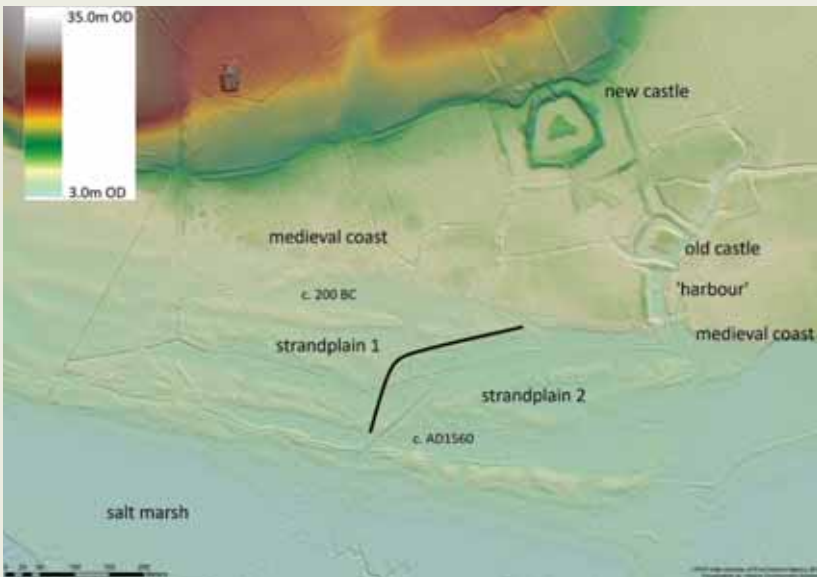 35.0m OD
3.0m OD
new castle
medieval coast
old castle
c. 200 BC
'harbour'
strandplain 1
medieval coast
strandplain 2
c. AD1560
salt marsh